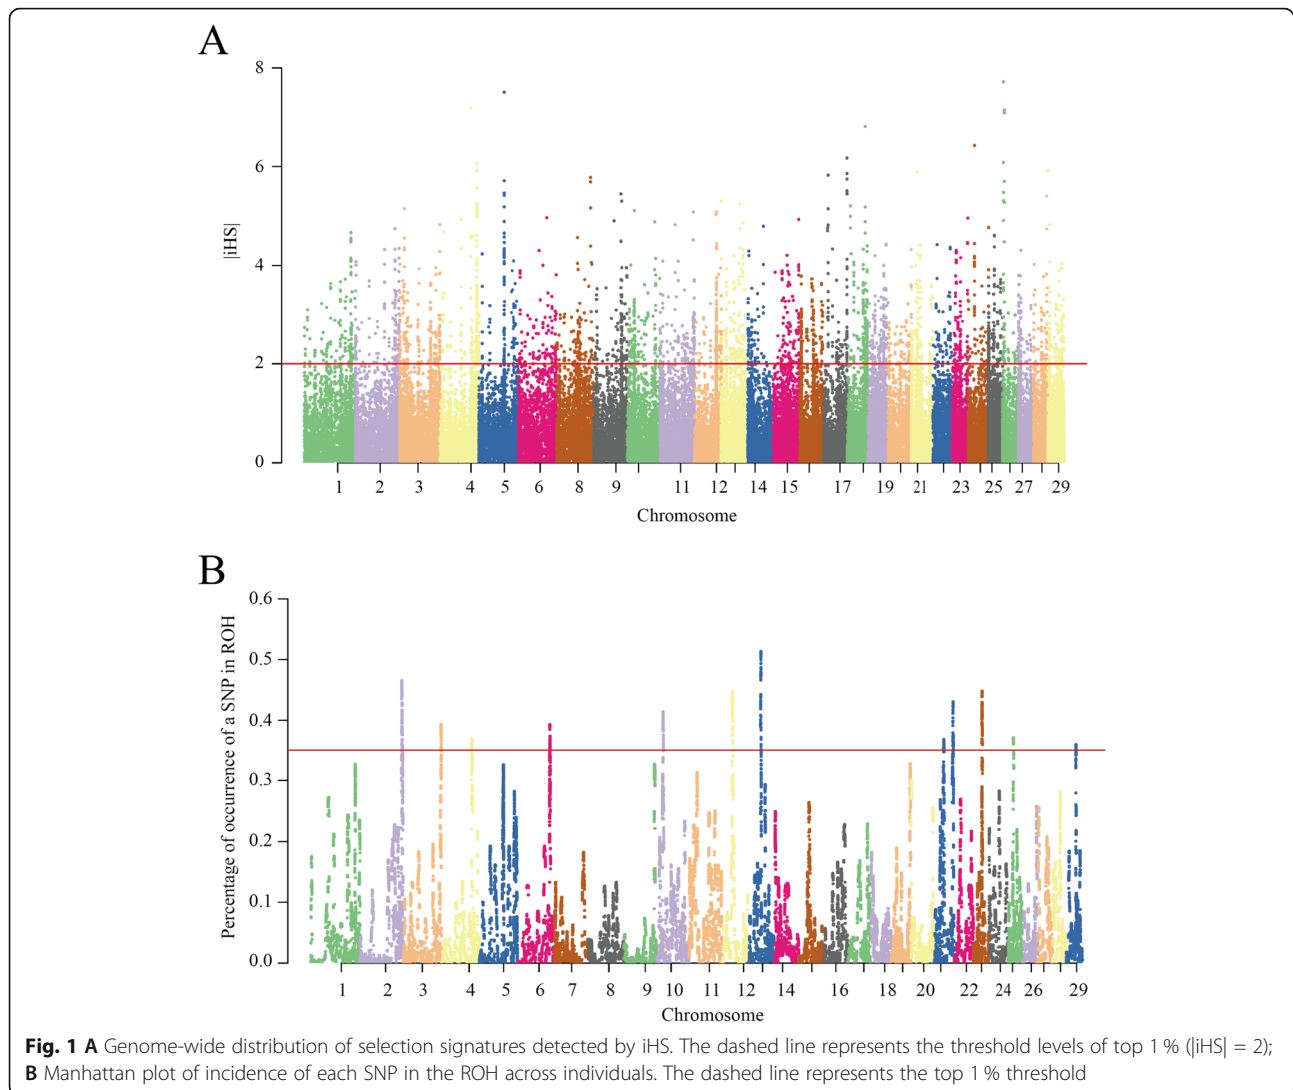 A
8
6
4
2
0
|iHS|
1 2 3 4 5 6 8 9 11 12 14 15 17 19 21 23 25 27 29
Chromosome
B
0.6
0.5
0.4
0.3
0.2
0.1
0.0
Percentage of occurrence of a SNP in ROH
1 2 3 4 5 6 7 8 9 10 11 12 14 16 18 20 22 24 26 29
Chromosome
Fig. 1 A Genome-wide distribution of selection signatures detected by iHS. The dashed line represents the threshold levels of top 1 % (|iHS| = 2);
B Manhattan plot of incidence of each SNP in the ROH across individuals. The dashed line represents the top 1 % threshold